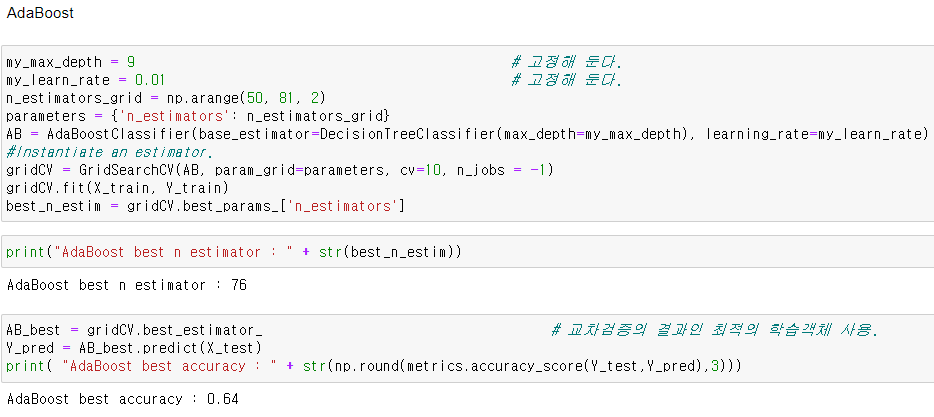 AdaBoost
my_max_depth = 9 # 고정해 둔다.
my_learn_rate = 0.01 # 고정해 둔다.
n_estimators_grid = np.arange(50, 81, 2)
parameters = {'n_estimators': n_estimators_grid}
AB = AdaBoostClassifier(base_estimator=DecisionTreeClassifier(max_depth=my_max_depth), learning_rate=my_learn_rate)
#Instantiate an estimator.
gridCV = GridSearchCV(AB, param_grid=parameters, cv=10, n_jobs = -1)
gridCV.fit(X_train, Y_train)
best_n_estim = gridCV.best_params_['n_estimators']
print("AdaBoost best n estimator : " + str(best_n_estim))
AdaBoost best n estimator : 76
AB_best = gridCV.best_estimator_ # 교차검증의 결과인 최적의 학습객체 사용.
Y_pred = AB_best.predict(X_test)
print( "AdaBoost best accuracy : " + str(np.round(metrics.accuracy_score(Y_test,Y_pred),3)))
AdaBoost best accuracy : 0.64